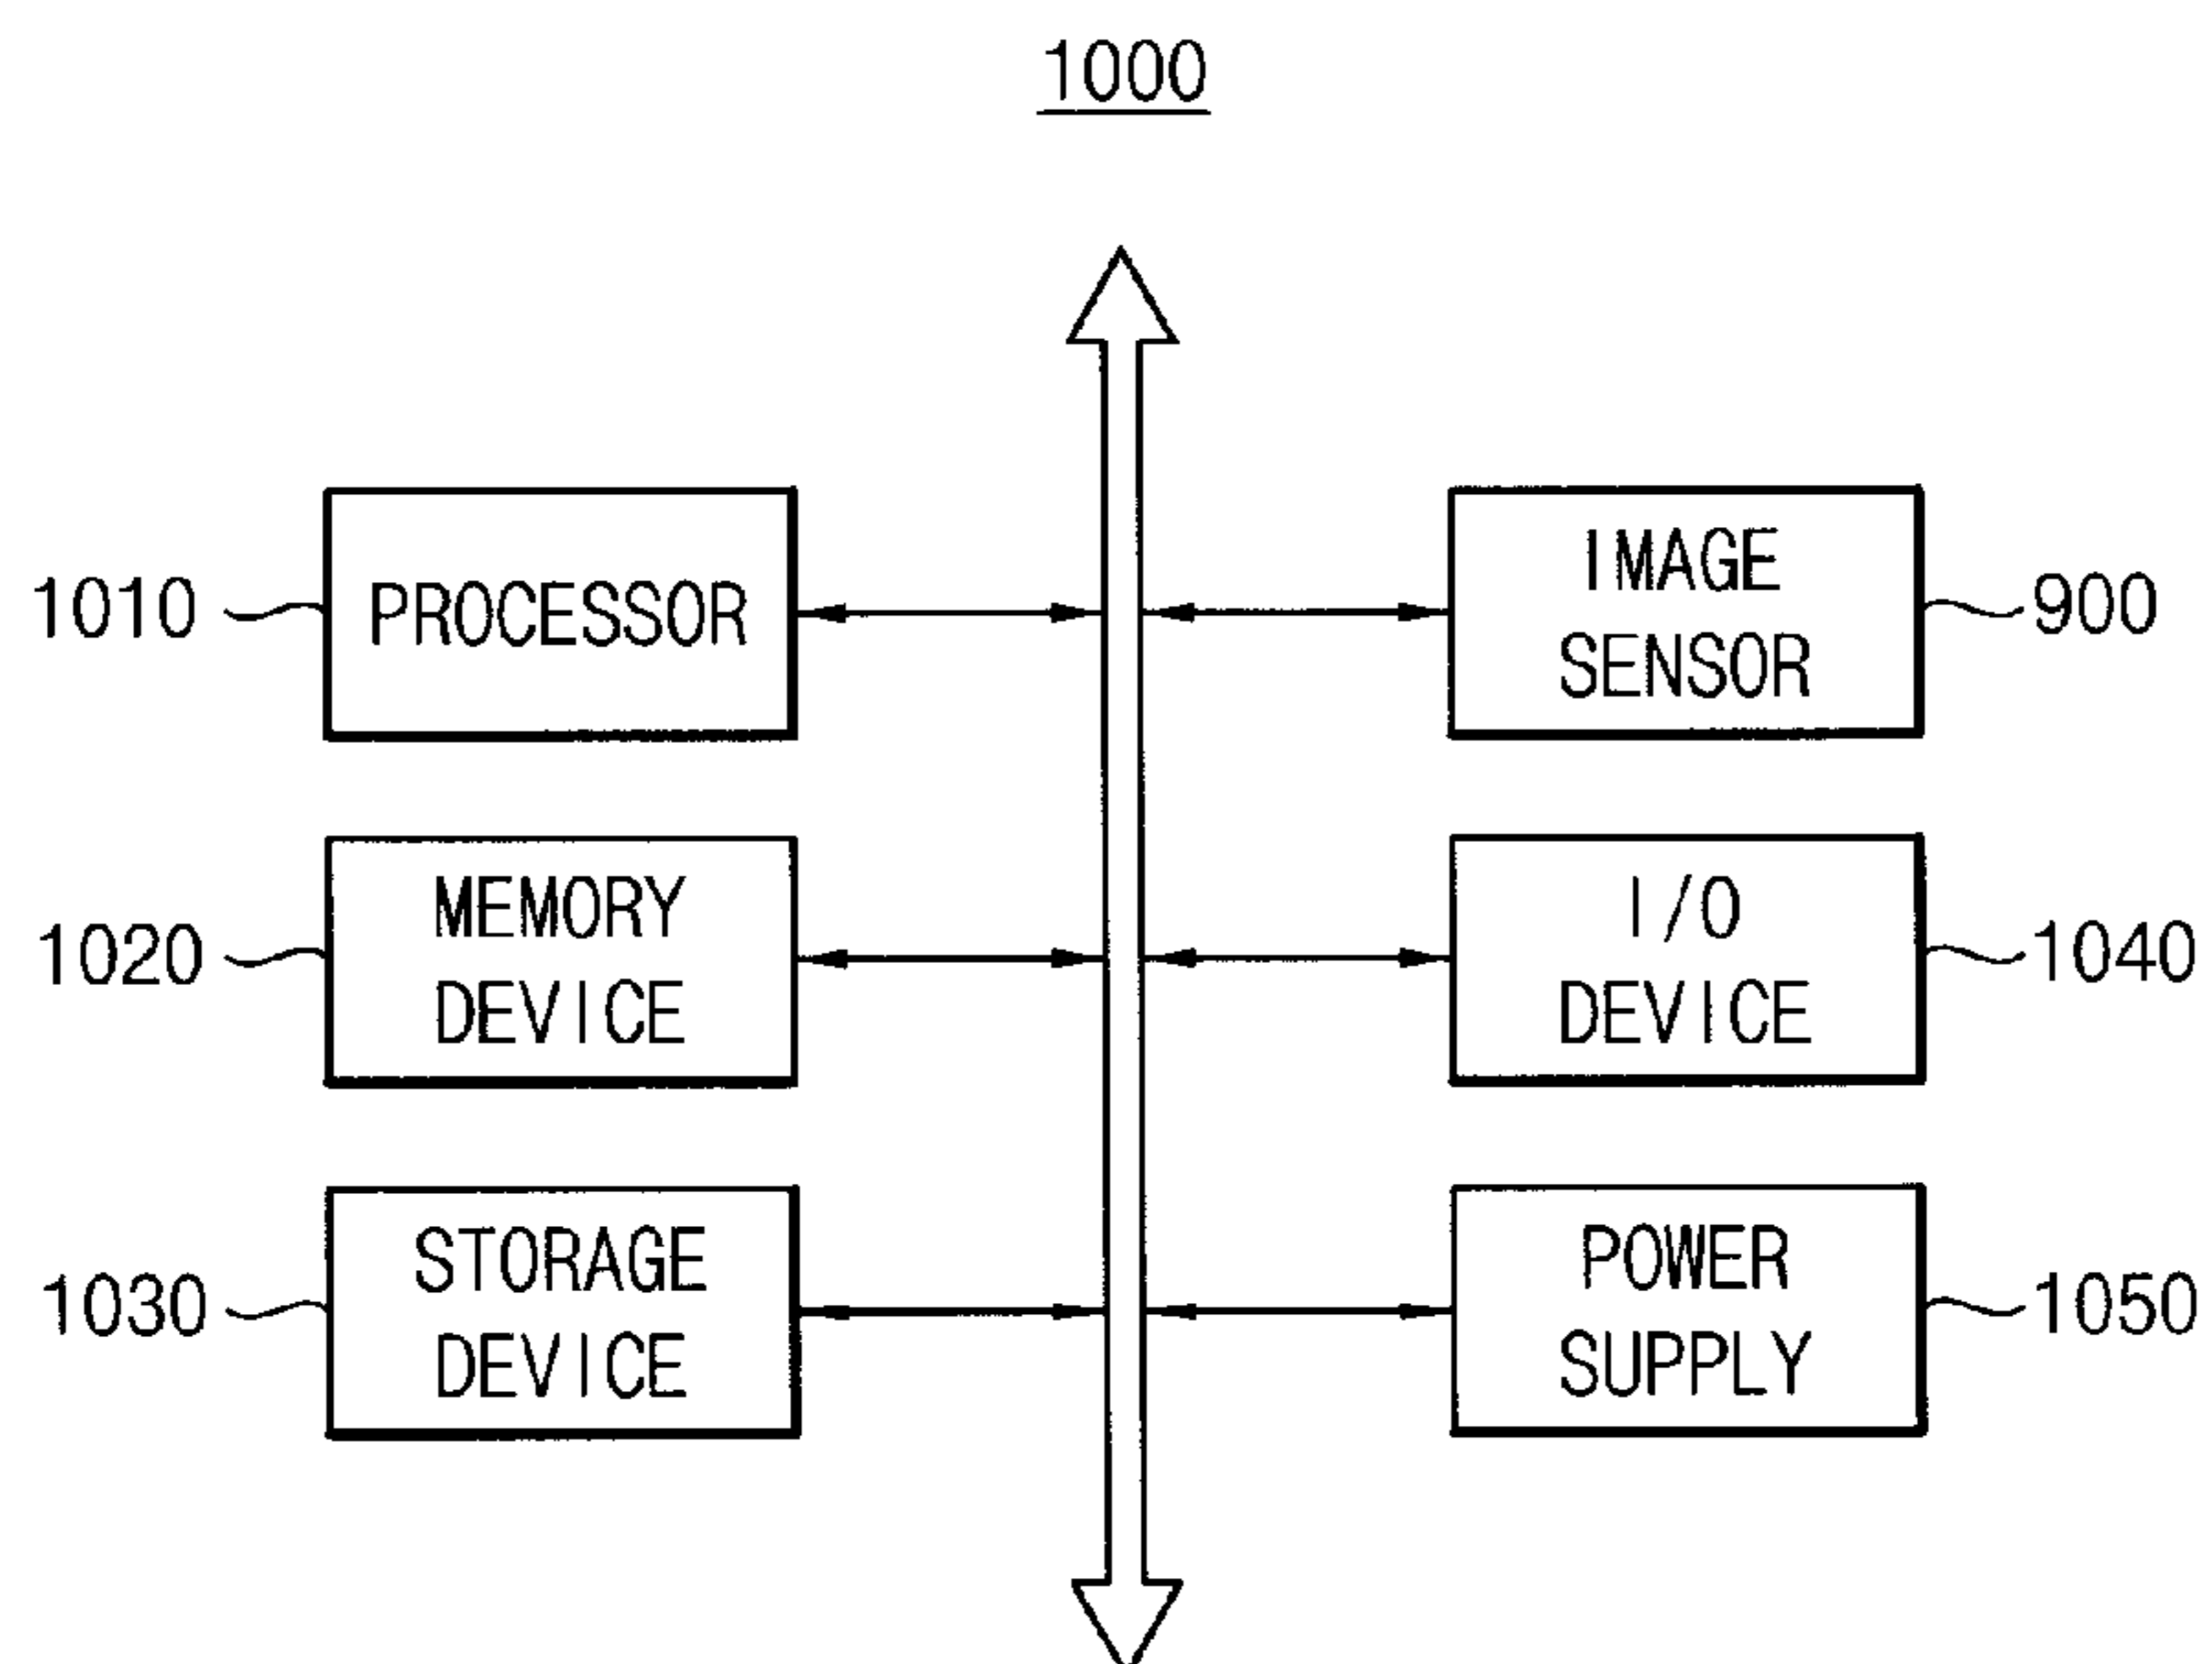 1000
1010
PROCESSOR
IMAGE
SENSOR
900
1020
MEMORY
DEVICE
I/O
DEVICE
1040
1030
STORAGE
DEVICE
POWER
SUPPLY
1050